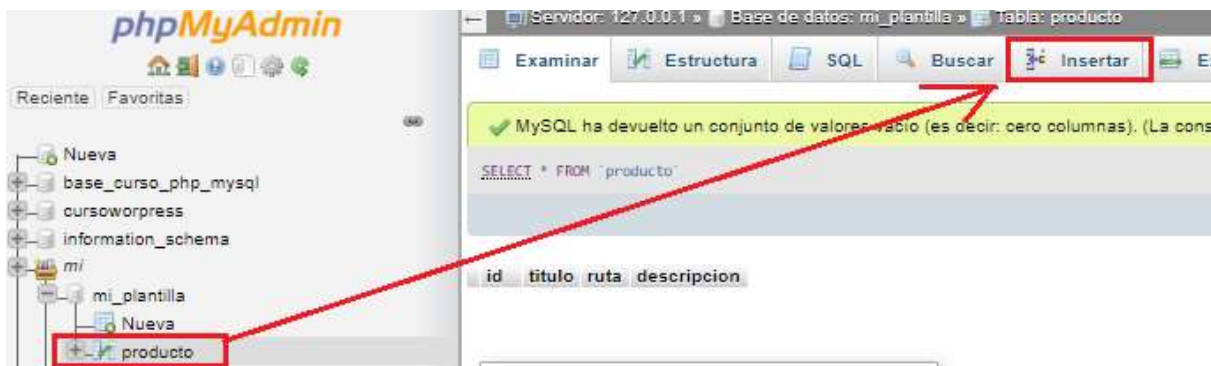 phpMyAdmin
Reciente Favoritas
Nueva
base_curso_php_mysql
cursoworpress
information_schema
mi
mi_plantilla
Nueva
producto
Servidor: 127.0.0.1 » Base de datos: mi_plantilla » Tabla: producto
Examinar Estructura SQL Buscar Insertar E
MySQL ha devuelto un conjunto de valores vacío (es decir: cero columnas). (La cons
SELECT * FROM `producto`
id titulo ruta descripcion